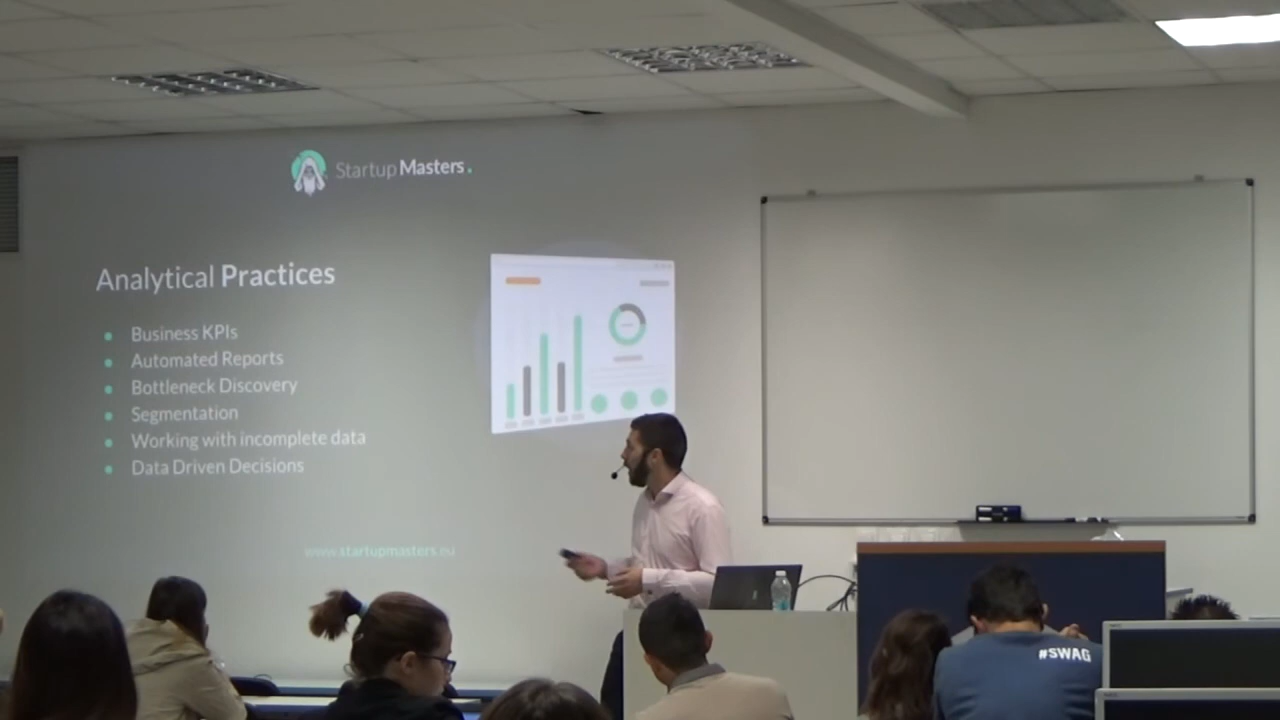 Startup Masters.
Analytical Practices
Business KPIs
Automated Reports
Bottleneck Discovery
Segmentation
Working with incomplete data
Data Driven Decisions
www.startupmasters.eu
#SWAG